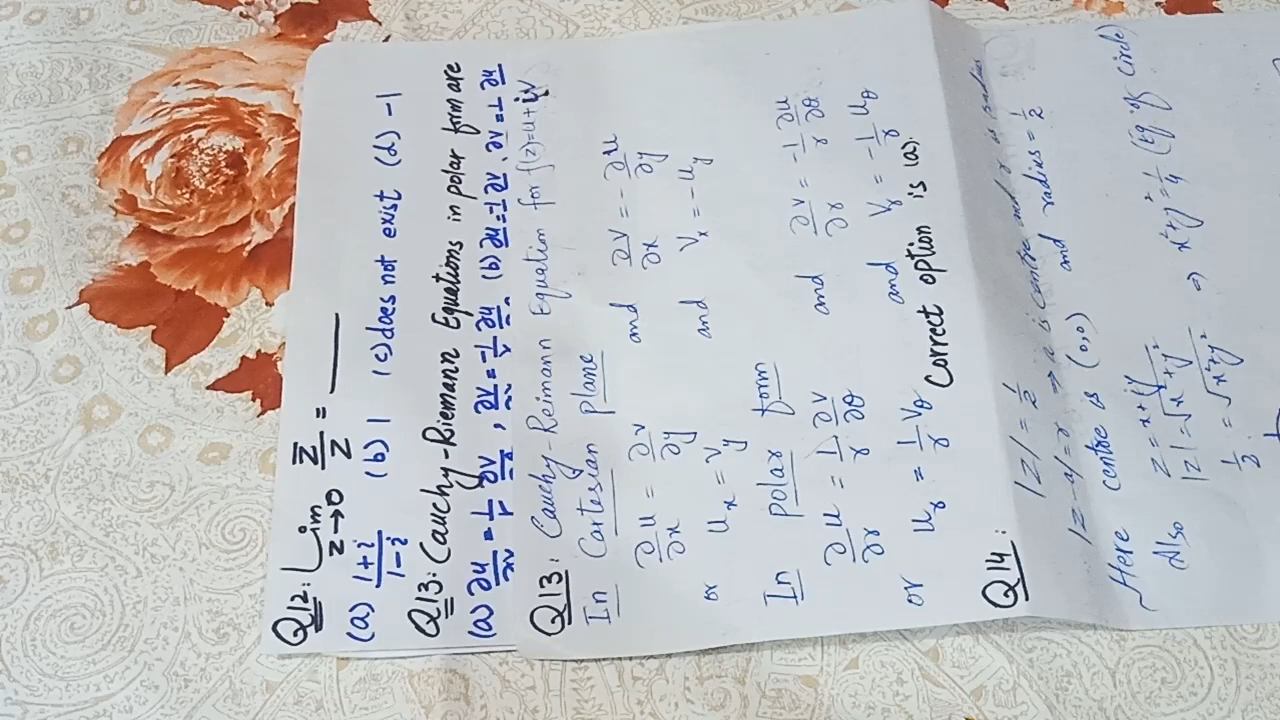 Q12: Lim z→0 z̅/z = ____
(a) 1+i/1-i (b) 1 (c) does not exist (d) -1
Q13: Cauchy-Riemann Equations in polar form are
(a) ∂u/∂r = 1/r ∂v/∂θ, ∂v/∂r = -1/r ∂u (b) ∂u = -1 ∂v, ∂v = 1 ∂u
Q13: Cauchy-Reimann Equation for f(z)=u+iv
In Cartesian plane
∂u/∂x = ∂v/∂y and ∂v/∂x = -∂u/∂y
or u_x = v_y and v_x = -u_y
In polar form
∂u/∂r = 1/r ∂v/∂θ and ∂v/∂r = -1/r ∂u/∂θ
or u_r = 1/r v_θ and v_r = -1/r u_θ
Correct option is (a).
Q14:
|z| = 1/2
|z-a| = r → a is centre and r is radius
Here centre is (0,0) and radius = 1/2
Also z = x+iy
|z| = √x²+y² ⇒ x²+y² = 1/4 (Eq of circle)
1/2 = √x²+y²